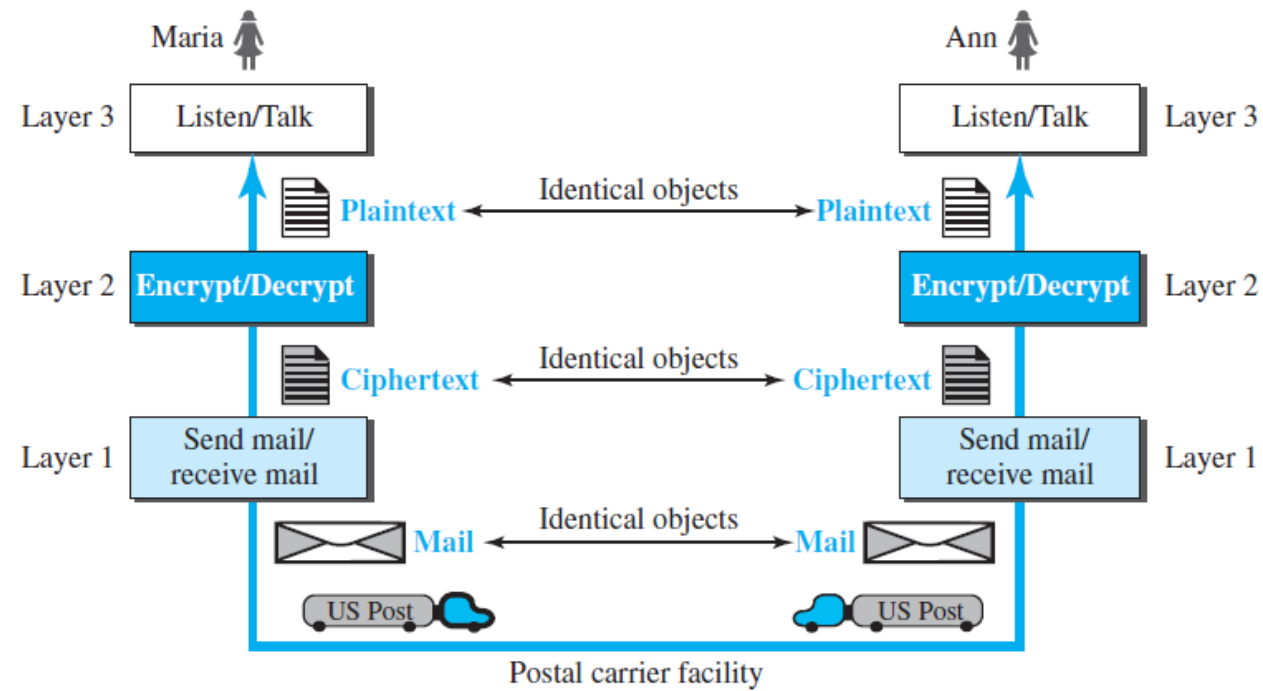 Maria
Ann
Layer 3
Listen/Talk
Listen/Talk
Layer 3
Identical objects
Plaintext
Plaintext
Layer 2
Encrypt/Decrypt
Encrypt/Decrypt
Layer 2
Identical objects
Ciphertext
Ciphertext
Layer 1
Send mail/
receive mail
Send mail/
receive mail
Layer 1
Identical objects
Mail
Mail
US Post
US Post
Postal carrier facility